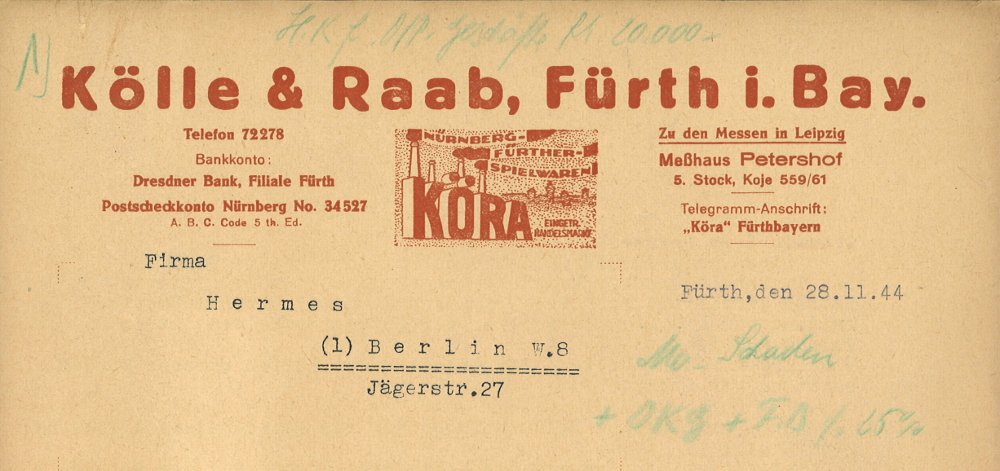 Kölle & Raab, Fürth i. Bay.
Telefon 72278
Bankkonto:
Dresdner Bank, Filiale Fürth
Postscheckkonto Nürnberg No. 34527
A. B. C. Code 5 th. Ed.
NÜRNBERG-
FÜRTHER-
SPIELWAREN
KÖRA
EINGETR.
HANDELSMARKE
Zu den Messen in Leipzig
Meßhaus Petershof
5. Stock, Koje 559/61
Telegramm-Anschrift:
„Köra“ Fürthbayern
Firma
Hermes
(1) Berlin W.8
Jägerstr.27
Fürth,den 28.11.44
Schaden